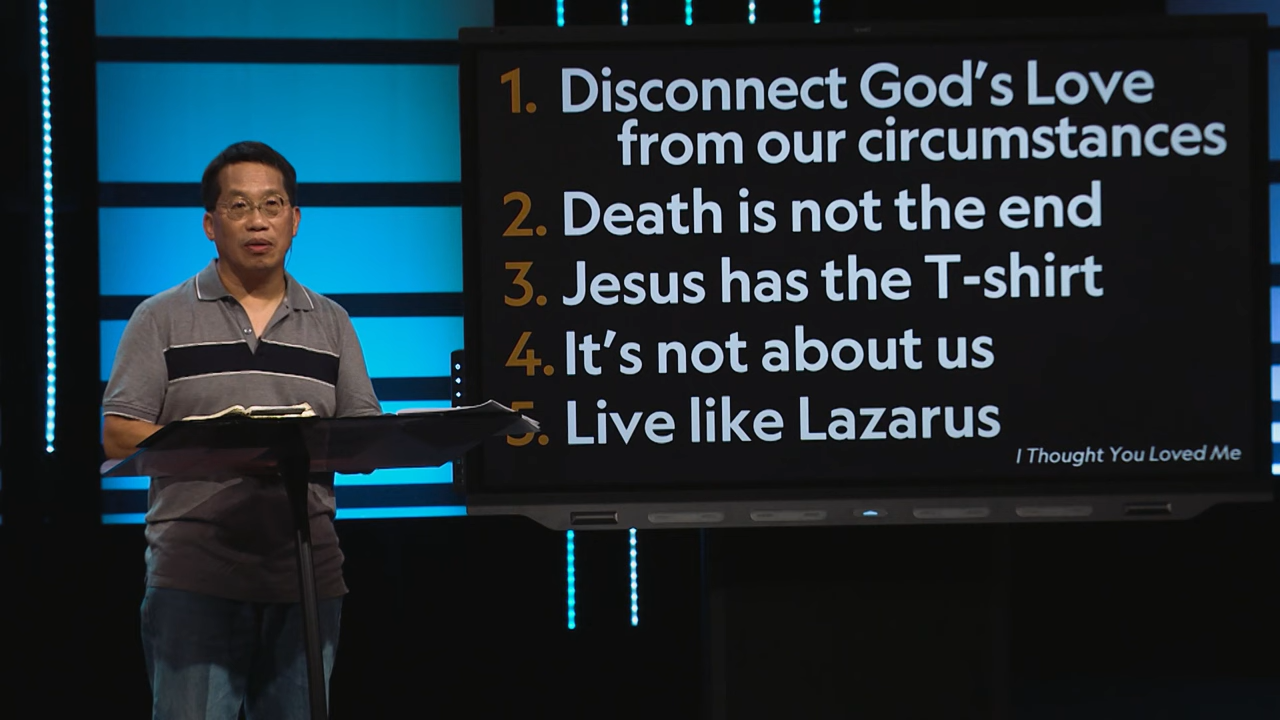 1. Disconnect God's Love
from our circumstances
2. Death is not the end
3. Jesus has the T-shirt
4. It's not about us
5. Live like Lazarus
I Thought You Loved Me